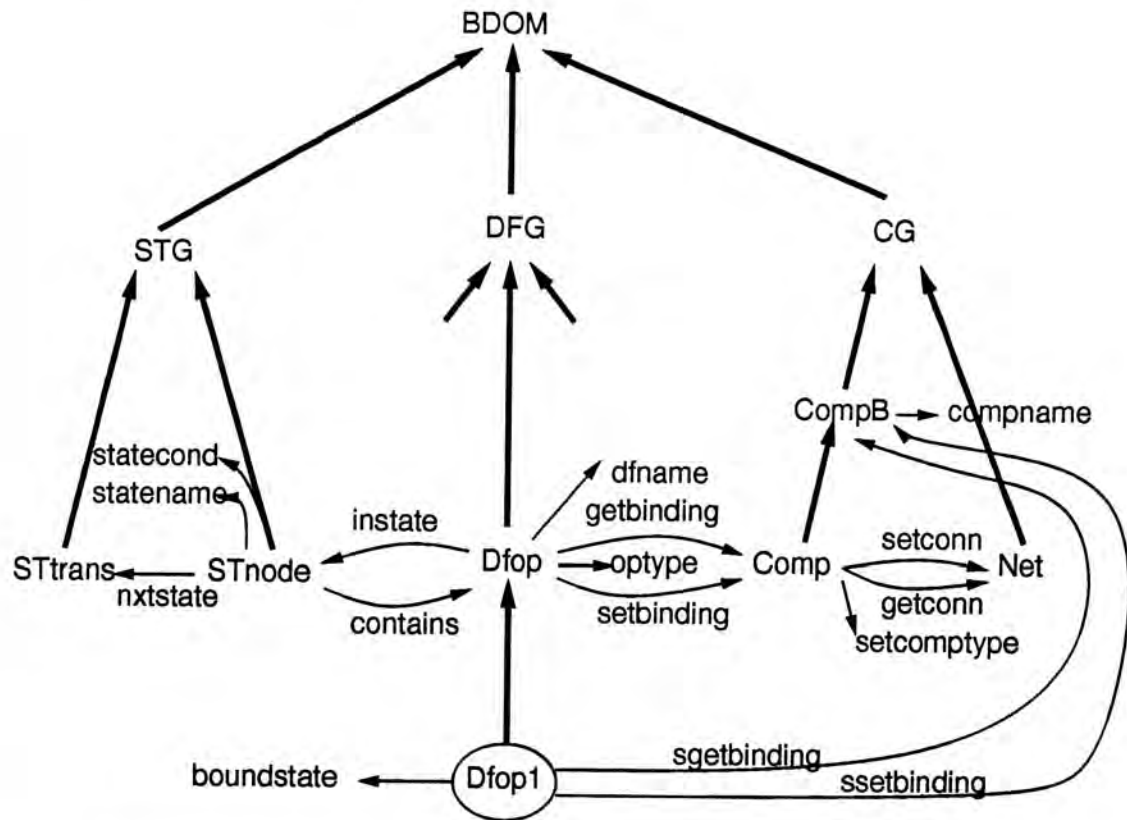 BDOM
STG
DFG
CG
CompB
compname
statecond
statename
dfname
getbinding
instate
setconn
STtrans
STnode
Dfop
optype
Comp
Net
nxtstate
contains
setbinding
getconn
setcomptype
sgetbinding
boundstate
Dfop1
ssetbinding